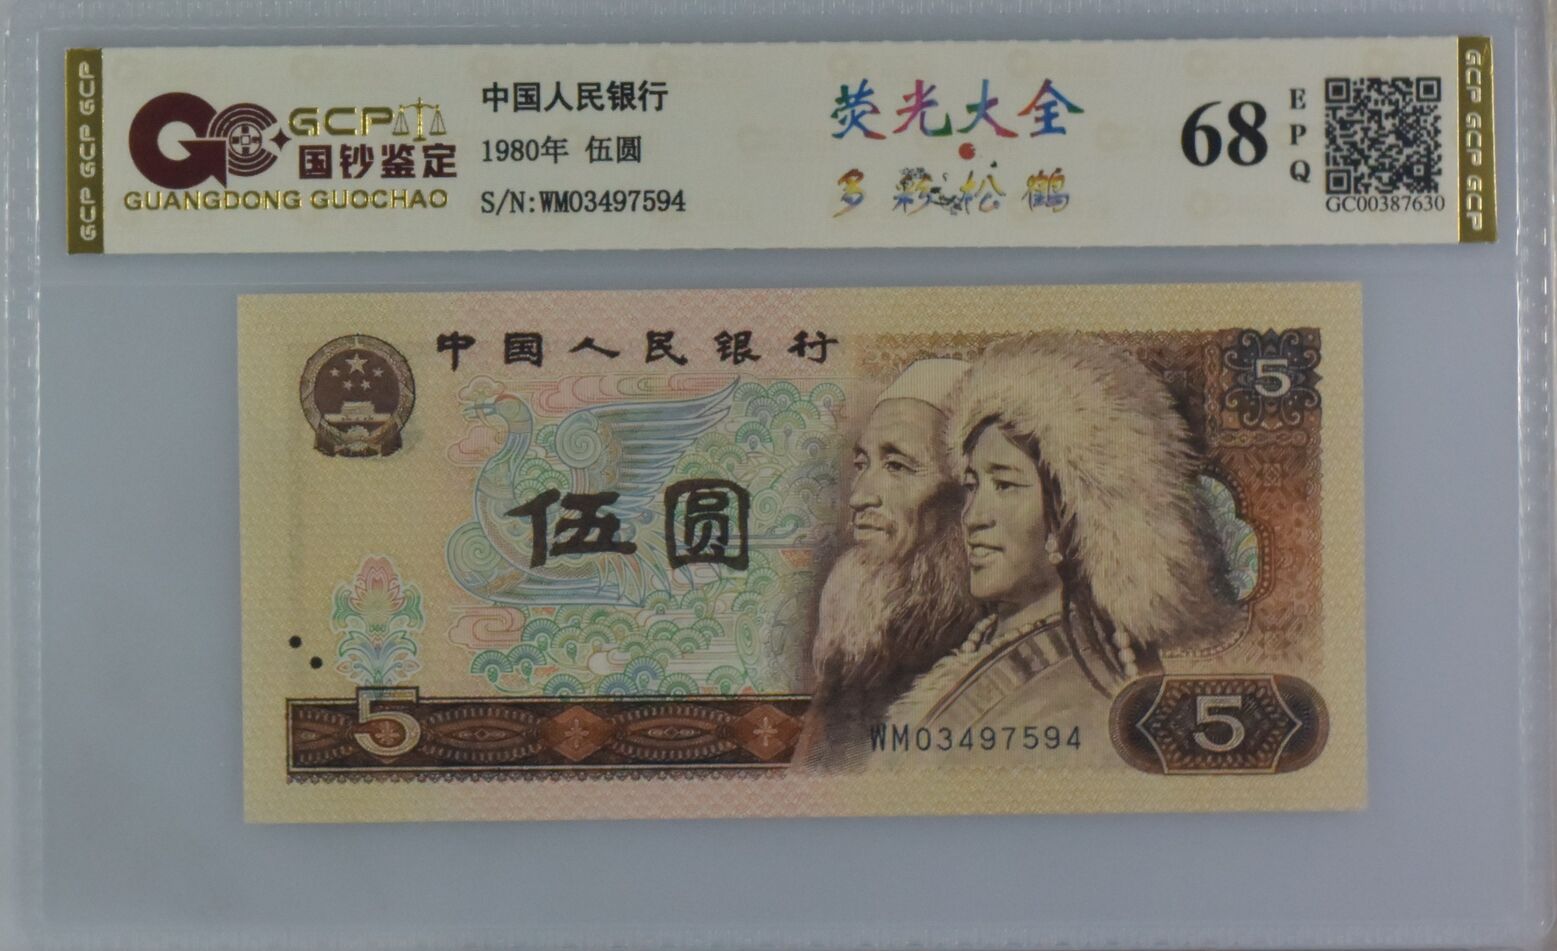 GCP GCP GCP
GCP
国钞鉴定
GUANGDONG GUOCHAO
中国人民银行
1980年 伍圆
S/N:WM03497594
荧光大全
多彩松鹤
68
EPQ
GC00387630
GCP GCP GCP
中国人民银行
5
伍圆
5
WM03497594
5